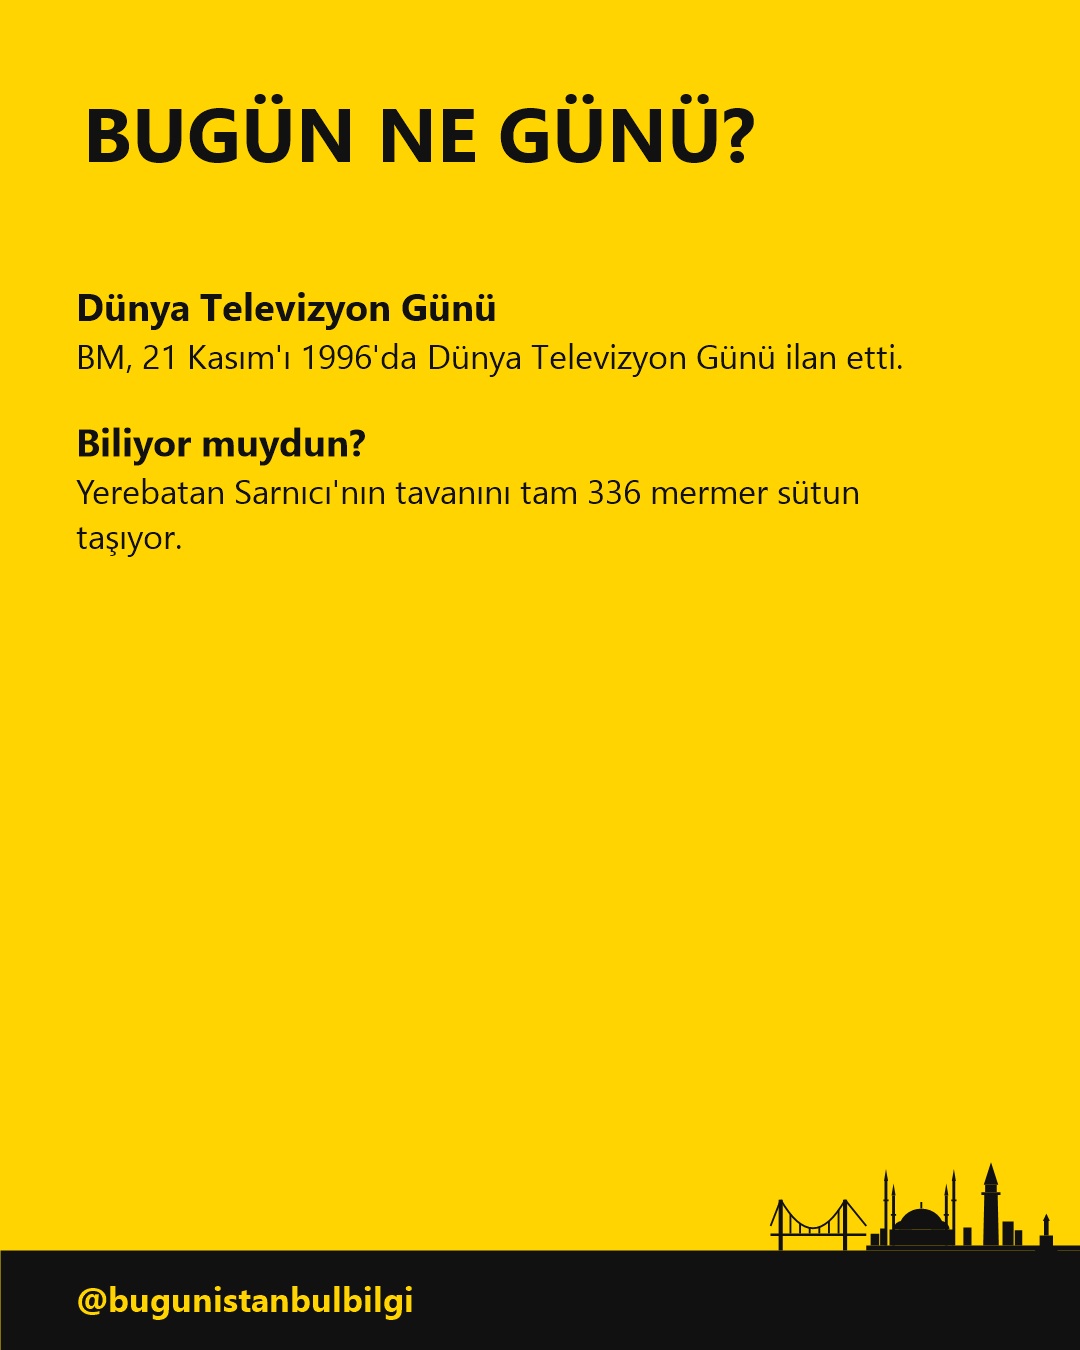 BUGÜN NE GÜNÜ?
Dünya Televizyon Günü
BM, 21 Kasım'ı 1996'da Dünya Televizyon Günü ilan etti.
Biliyor muydun?
Yerebatan Sarnıcı'nın tavanını tam 336 mermer sütun
taşıyor.
@bugunistanbulbilgi